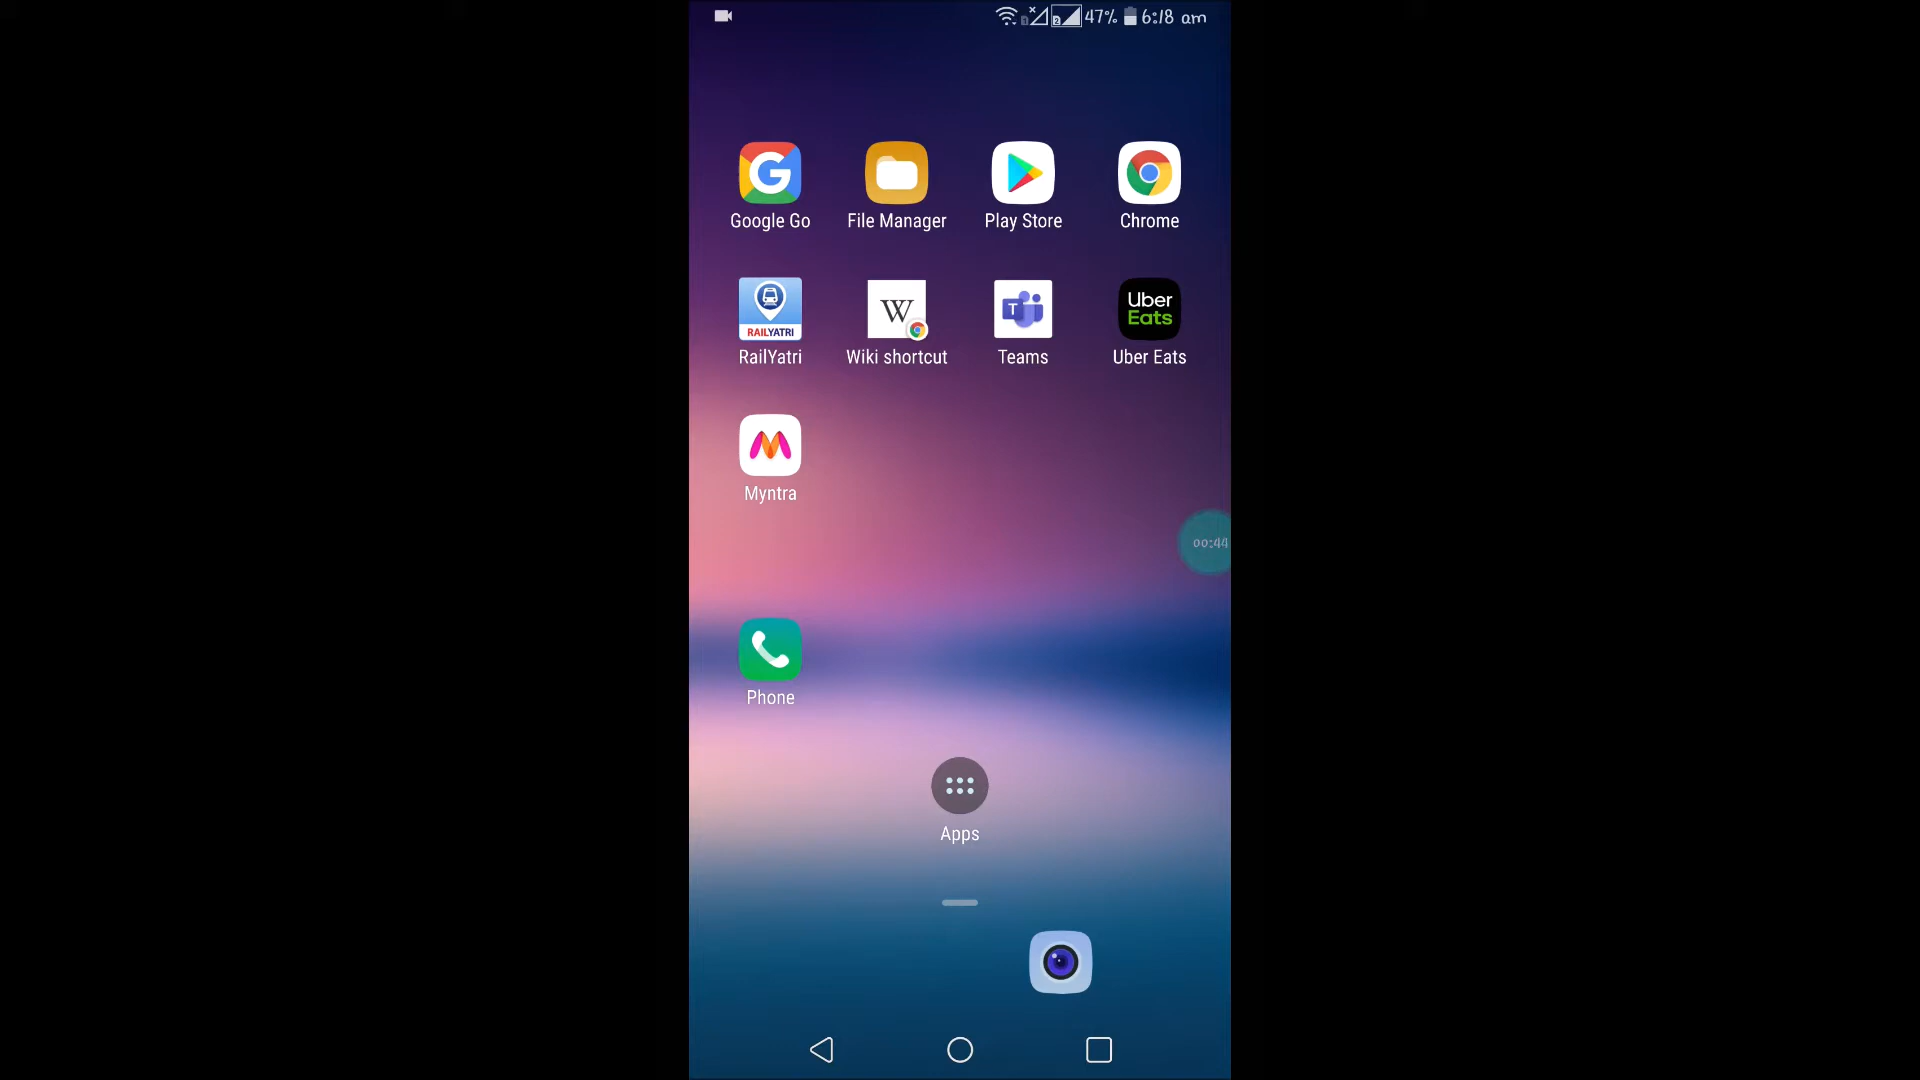 47% 6:18 am
Google Go File Manager Play Store Chrome
RAILYATRI W T Uber
Eats
RailYatri Wiki shortcut Teams Uber Eats
Myntra
00:44
Phone
Apps